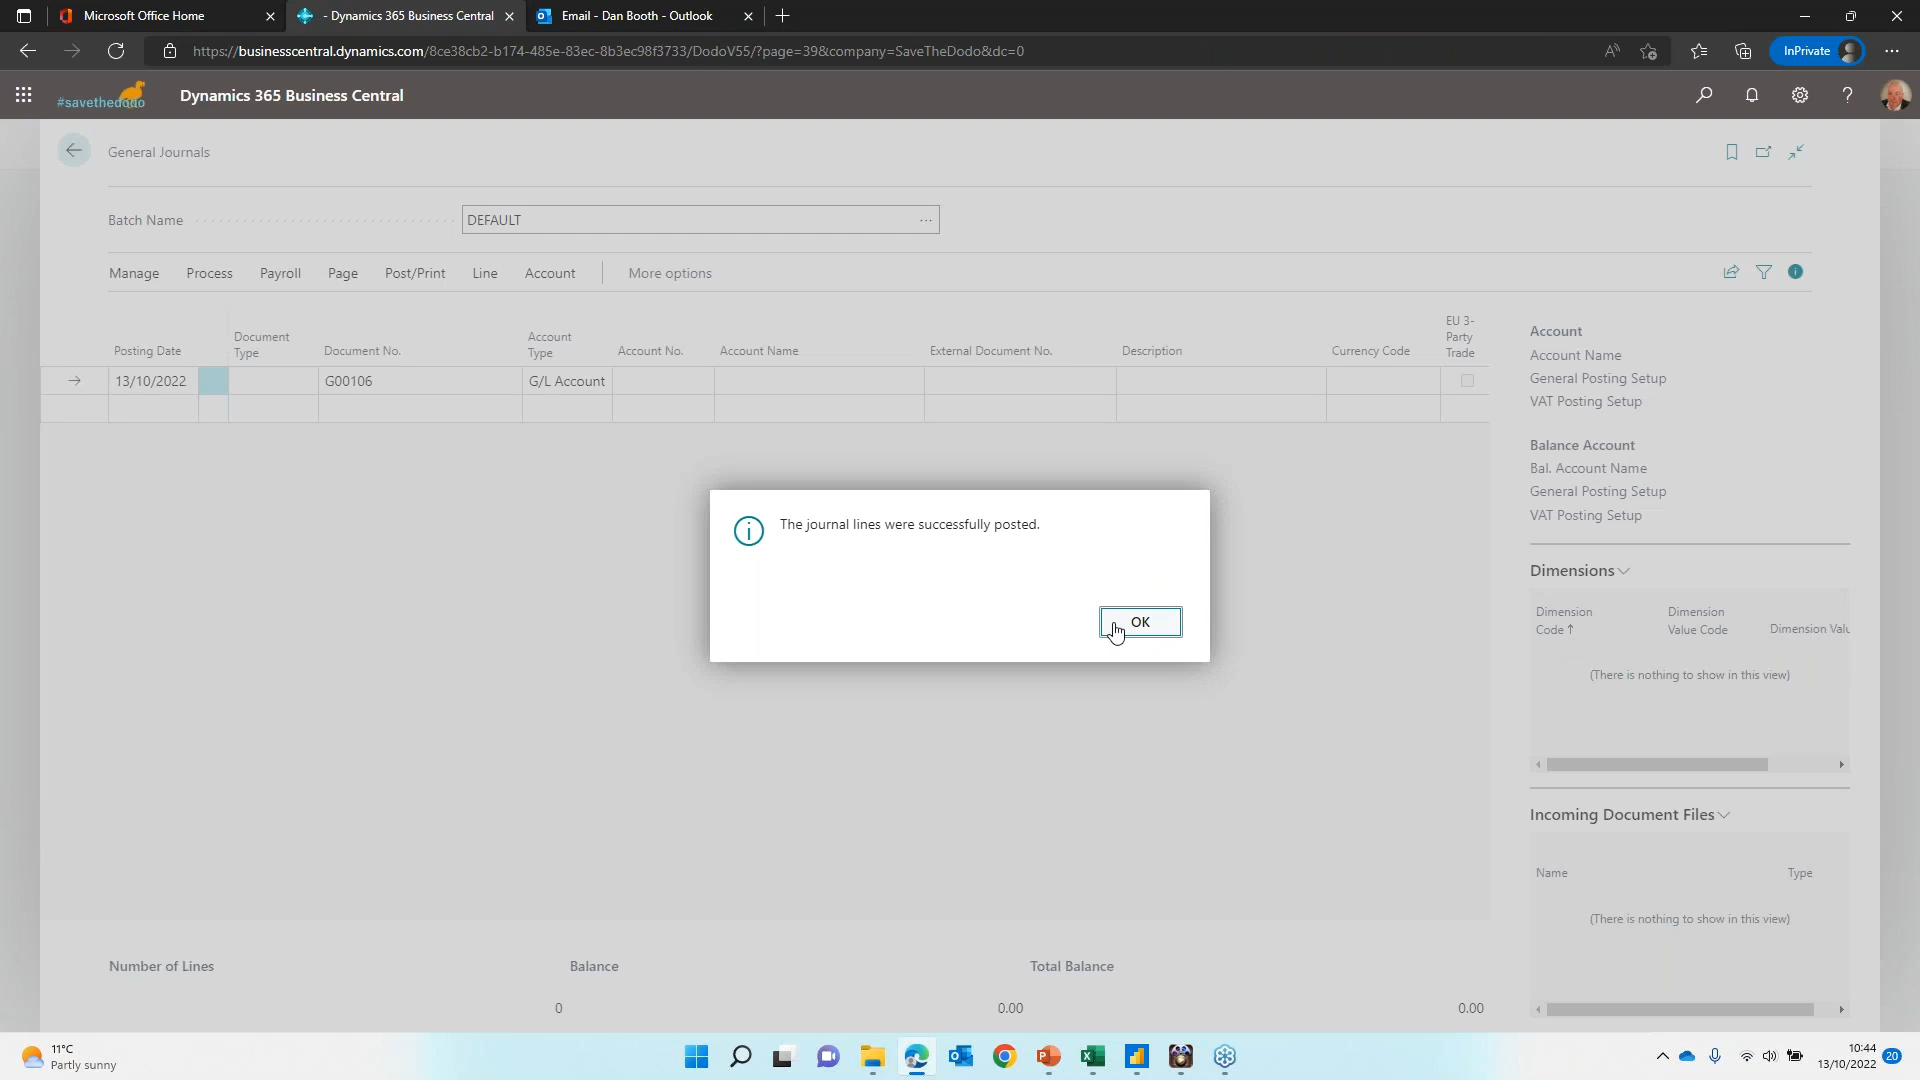 Microsoft Office Home
- Dynamics 365 Business Central
Email - Dan Booth - Outlook
https://businesscentral.dynamics.com/8ce38cb2-b174-485e-83ec-8b3ec98f3733/DodoV55/?page=39&company=SaveTheDodo&dc=0
InPrivate
#savethedodo
Dynamics 365 Business Central
General Journals
Batch Name
DEFAULT
Manage Process Payroll Page Post/Print Line Account More options
Posting Date
Document Type
Document No.
Account Type
Account No.
Account Name
External Document No.
Description
Currency Code
EU 3-Party Trade
13/10/2022 G00106 G/L Account
Account
Account Name
General Posting Setup
VAT Posting Setup
Balance Account
Bal. Account Name
General Posting Setup
VAT Posting Setup
The journal lines were successfully posted.
OK
Dimensions
Dimension Code
Dimension Value Code
Dimension Valu
(There is nothing to show in this view)
Incoming Document Files
Name Type
(There is nothing to show in this view)
Number of Lines Balance Total Balance
0 0.00 0.00
11°C
Partly sunny
10:44
13/10/2022
20